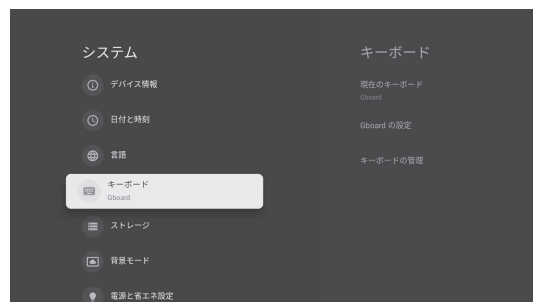 システム
デバイス情報
日付と時刻
言語
キーボード
Gboard
ストレージ
背景モード
電源と省エネ設定
キーボード
現在のキーボード
Gboard
Gboard の設定
キーボードの管理